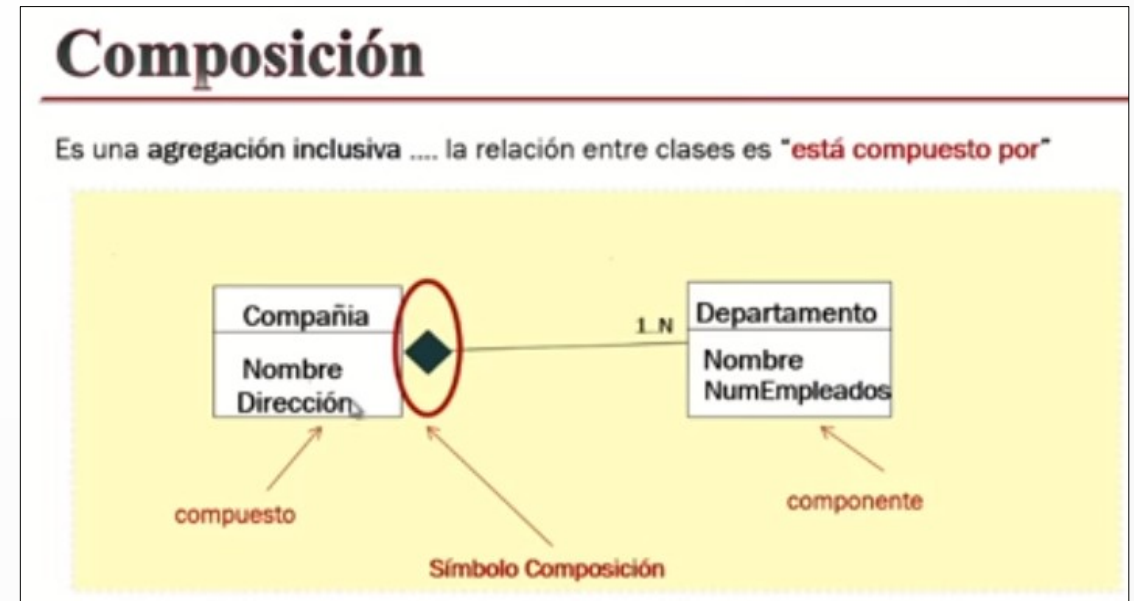 Composición
Es una agregación inclusiva .... la relación entre clases es "está compuesto por"
Compañia
Nombre
Dirección
1..N
Departamento
Nombre
NumEmpleados
compuesto
componente
Símbolo Composición